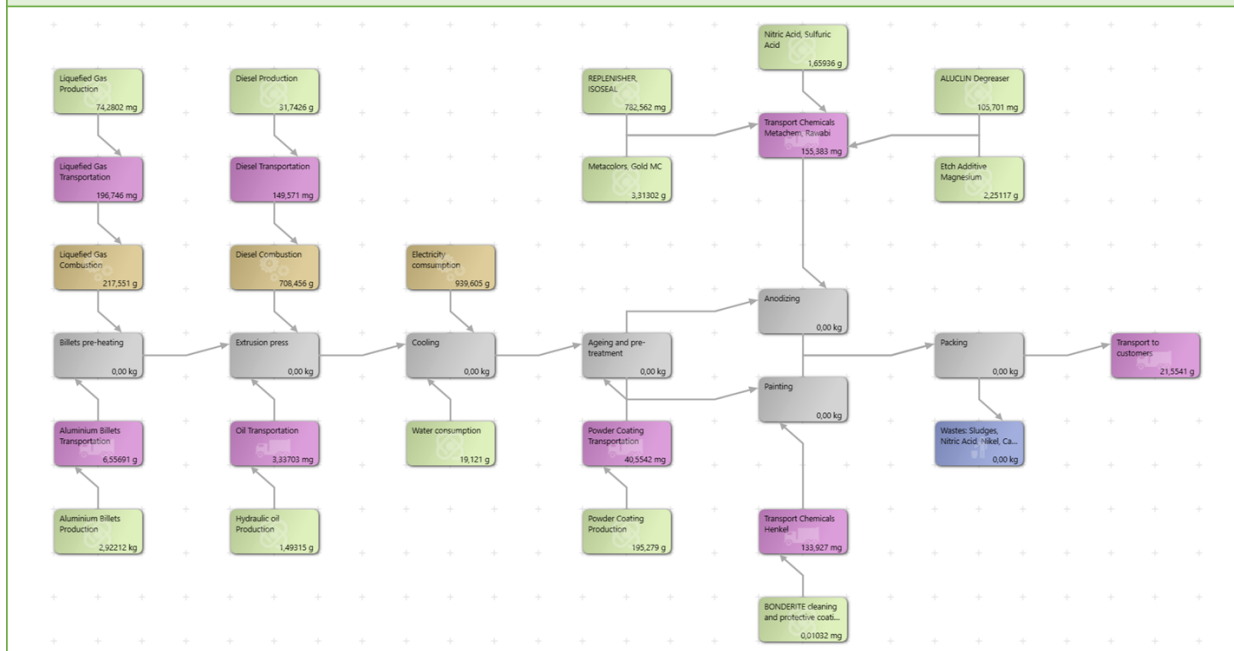 Nitric Acid, Sulfuric
Acid
1,65936 g
Liquefied Gas
Production
74,2802 mg
Diesel Production
31,7426 g
REPLENISHER,
ISOSEAL
782,562 mg
ALUCLIN Degreaser
105,701 mg
Transport Chemicals
Metachem, Rawabi
155,383 mg
Liquefied Gas
Transportation
196,746 mg
Diesel Transportation
149,571 mg
Metacolors, Gold MC
3,31302 g
Etch Additive
Magnesium
2,25117 g
Liquefied Gas
Combustion
217,551 g
Diesel Combustion
708,456 g
Electricity
comsumption
939,605 g
Anodizing
0,00 kg
Billets pre-heating
0,00 kg
Extrusion press
0,00 kg
Cooling
0,00 kg
Ageing and pre-
treatment
0,00 kg
Packing
0,00 kg
Transport to
customers
21,5541 g
Painting
0,00 kg
Aluminium Billets
Transportation
6,55691 g
Oil Transportation
3,33703 mg
Water consumption
19,121 g
Powder Coating
Transportation
40,5542 mg
Wastes: Sludges,
Nitric Acid, Nikel, Ca...
0,00 kg
Aluminium Billets
Production
2,92212 kg
Hydraulic oil
Production
1,49315 g
Powder Coating
Production
195,279 g
Transport Chemicals
Henkel
133,927 mg
BONDERITE cleaning
and protective coati...
0,01032 mg